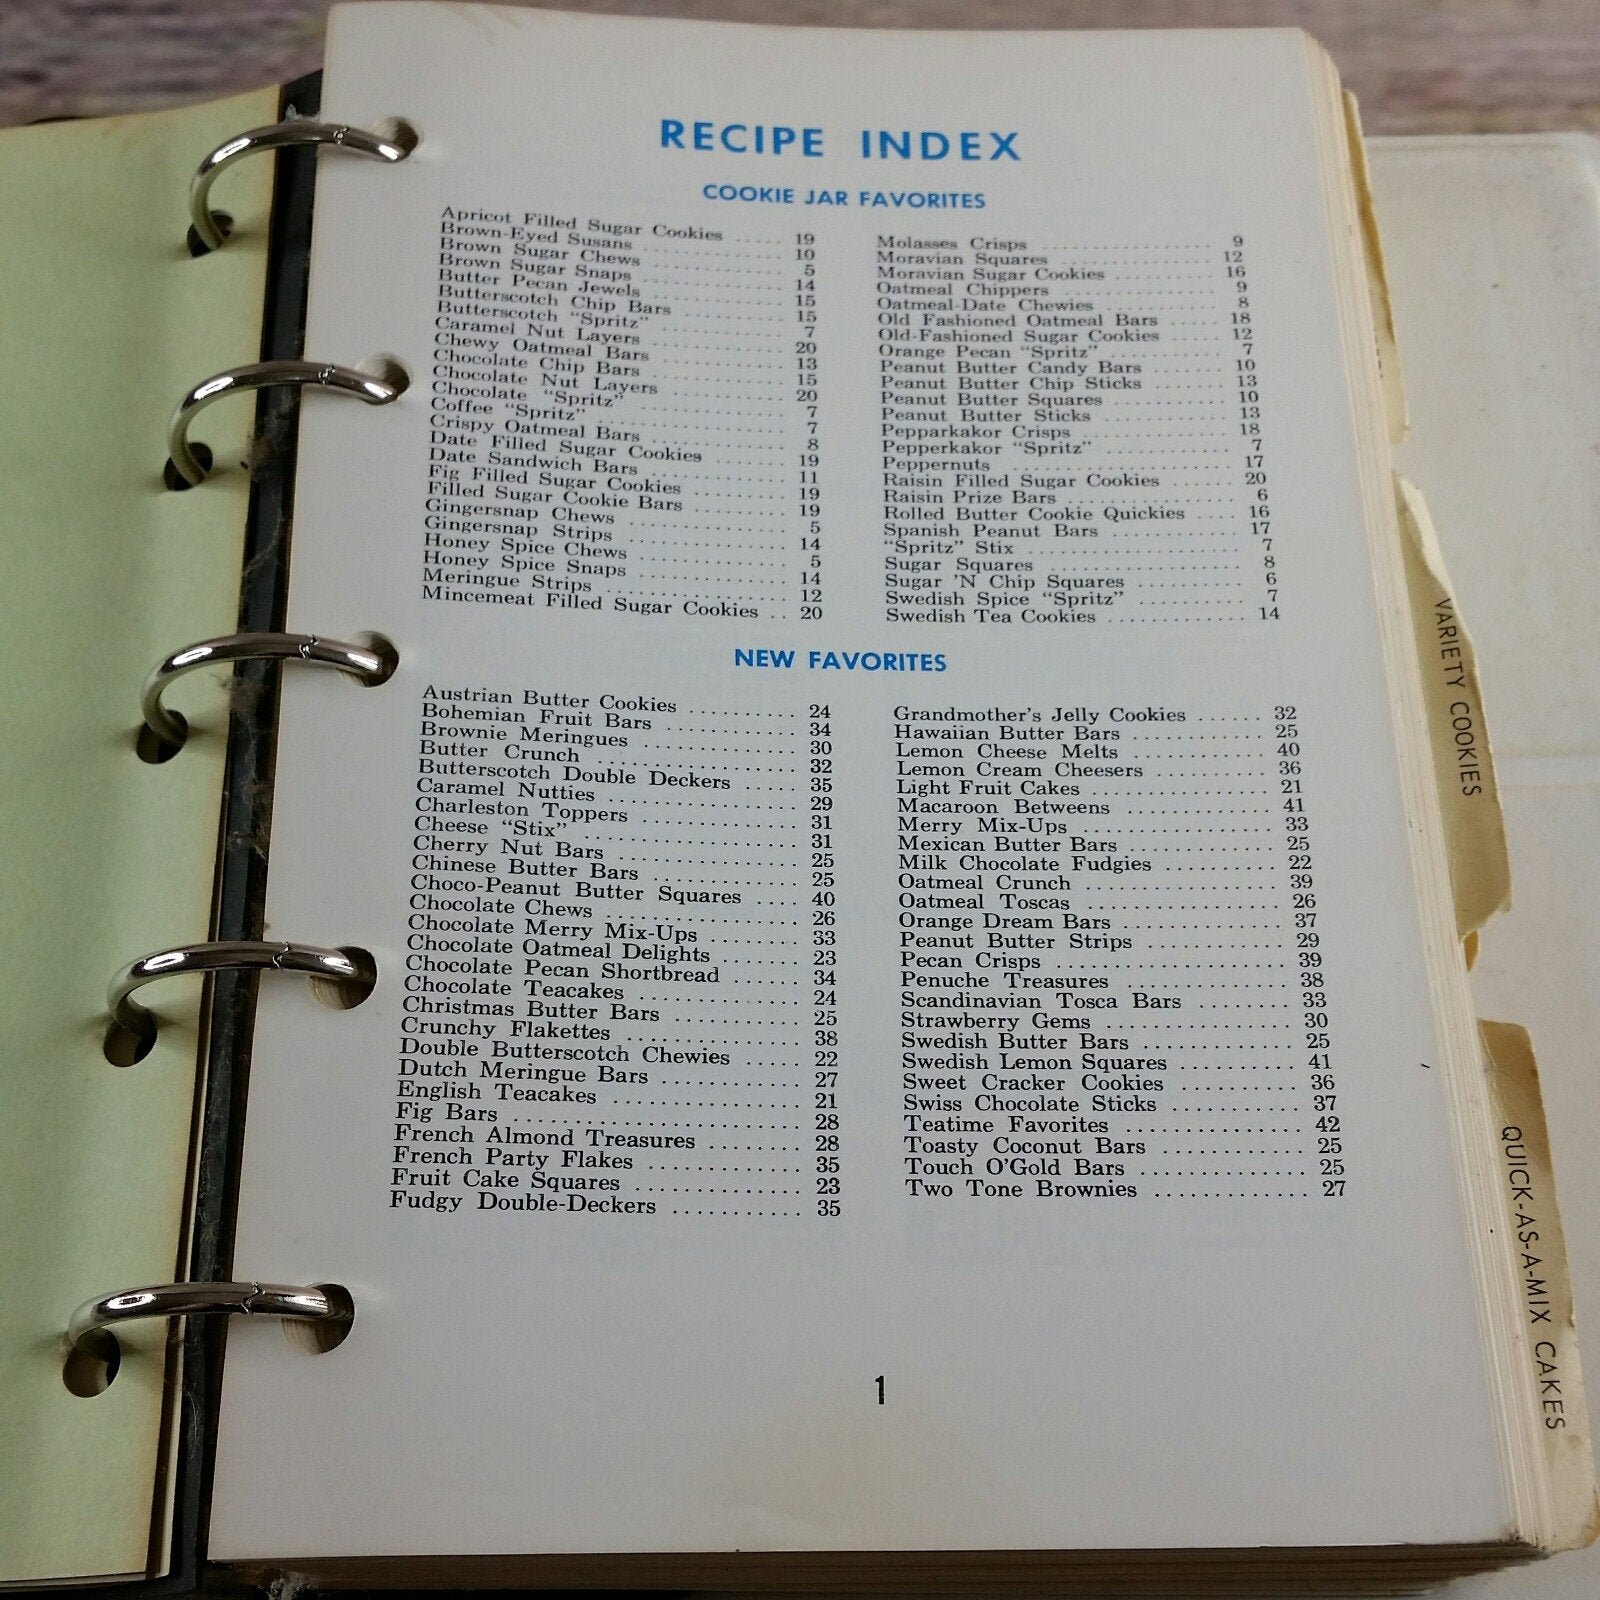 RECIPE INDEX
COOKIE JAR FAVORITES
Apricot Filled Sugar Cookies ..... 19
Brown-Eyed Susans ............. 10
Brown Sugar Chews ............. 5
Brown Sugar Snaps ............. 14
Butter Pecan Jewels ............ 15
Butterscotch Chip Bars .......... 15
Butterscotch "Spritz" ............ 7
Caramel Nut Layers ............. 20
Chewy Oatmeal Bars ............ 13
Chocolate Chip Bars ............ 15
Chocolate Nut Layers ........... 20
Chocolate "Spritz" .............. 7
Coffee "Spritz" ................. 7
Crispy Oatmeal Bars ............ 8
Date Filled Sugar Cookies ....... 19
Date Sandwich Bars ............ 11
Fig Filled Sugar Cookies ........ 19
Filled Sugar Cookie Bars ........ 19
Gingersnap Chews .............. 5
Gingersnap Strips .............. 14
Honey Spice Chews ............. 5
Honey Spice Snaps ............. 14
Meringue Strips ................ 12
Mincemeat Filled Sugar Cookies .. 20
Molasses Crisps ................ 9
Moravian Squares .............. 12
Moravian Sugar Cookies ......... 16
Oatmeal Chippers .............. 9
Oatmeal-Date Chewies .......... 8
Old Fashioned Oatmeal Bars ..... 18
Old-Fashioned Sugar Cookies .... 12
Orange Pecan "Spritz" .......... 7
Peanut Butter Candy Bars ....... 10
Peanut Butter Chip Sticks ....... 13
Peanut Butter Squares .......... 10
Peanut Butter Sticks ............ 13
Pepparkakor Crisps ............. 18
Pepperkakor "Spritz" ........... 7
Peppernuts .................... 17
Raisin Filled Sugar Cookies ...... 20
Raisin Prize Bars ............... 6
Rolled Butter Cookie Quickies .... 16
Spanish Peanut Bars ............ 17
"Spritz" Stix ................... 7
Sugar Squares ................. 8
Sugar 'N' Chip Squares ......... 6
Swedish Spice "Spritz" .......... 7
Swedish Tea Cookies ............ 14
NEW FAVORITES
Austrian Butter Cookies .......... 24
Bohemian Fruit Bars ............ 34
Brownie Meringues ............. 30
Butter Crunch ................. 32
Butterscotch Double Deckers ..... 35
Caramel Nutties ................ 29
Charleston Toppers ............. 31
Cheese "Stix" .................. 31
Cherry Nut Bars ............... 25
Chinese Butter Bars ............ 25
Choco-Peanut Butter Squares .... 40
Chocolate Chews ............... 26
Chocolate Merry Mix-Ups ........ 33
Chocolate Oatmeal Delights ...... 23
Chocolate Pecan Shortbread ..... 34
Chocolate Teacakes ............. 24
Christmas Butter Bars .......... 25
Crunchy Flakettes .............. 38
Double Butterscotch Chewies ..... 22
Dutch Meringue Bars ........... 27
English Teacakes ............... 21
Fig Bars ...................... 28
French Almond Treasures ....... 28
French Party Flakes ............ 35
Fruit Cake Squares ............. 23
Fudgy Double-Deckers .......... 35
Grandmother's Jelly Cookies ..... 32
Hawaiian Butter Bars ........... 25
Lemon Cheese Melts ............ 40
Lemon Cream Cheesers ......... 36
Light Fruit Cakes ............... 21
Macaroon Betweens ............ 41
Merry Mix-Ups ................. 33
Mexican Butter Bars ............ 25
Milk Chocolate Fudgies ......... 22
Oatmeal Crunch ................ 39
Oatmeal Toscas ................ 26
Orange Dream Bars ............. 37
Peanut Butter Strips ............ 29
Pecan Crisps .................. 39
Penuche Treasures ............. 38
Scandinavian Tosca Bars ........ 33
Strawberry Gems ............... 30
Swedish Butter Bars ............ 25
Swedish Lemon Squares ......... 41
Sweet Cracker Cookies .......... 36
Swiss Chocolate Sticks .......... 37
Teatime Favorites .............. 42
Toasty Coconut Bars ............ 25
Touch O'Gold Bars ............. 25
Two Tone Brownies ............ 27
1
VARIETY COOKIES
QUICK-AS-A-MIX CAKES